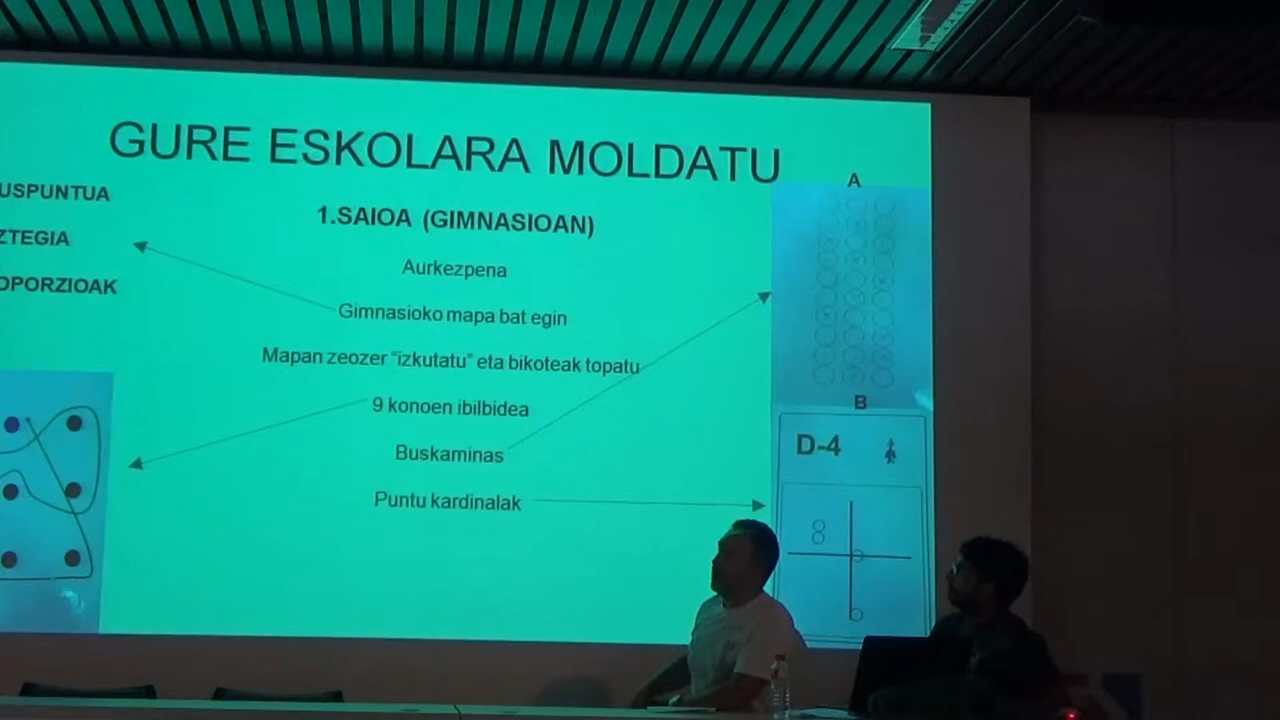 GURE ESKOLARA MOLDATU
USPUNTUA
ZTEGIA
OPORZIOAK
1.SAIOA (GIMNASIOAN)
Aurkezpena
Gimnasioko mapa bat egin
Mapan zeozer “izkutatu” eta bikoteak topatu
9 konoen ibilbidea
Buskaminas
Puntu kardinalak
A
B
D-4